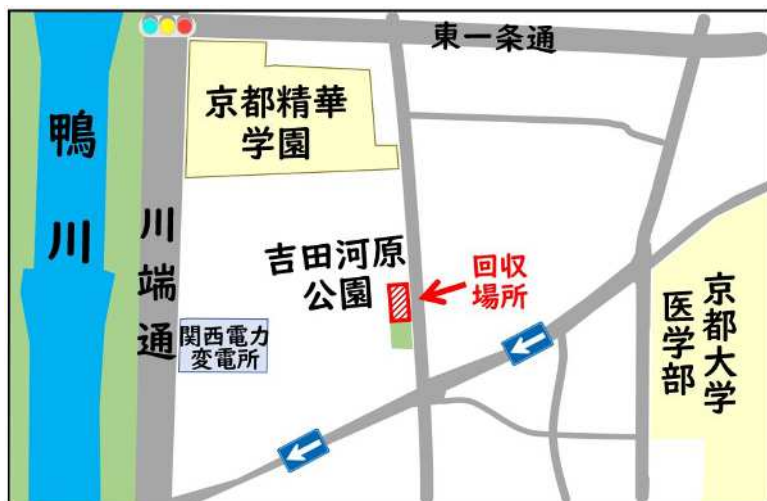 東一条通
京都精華
学園
鴨川
川端通
吉田河原
公園
回収
場所
関西電力
変電所
京都大学
医学部